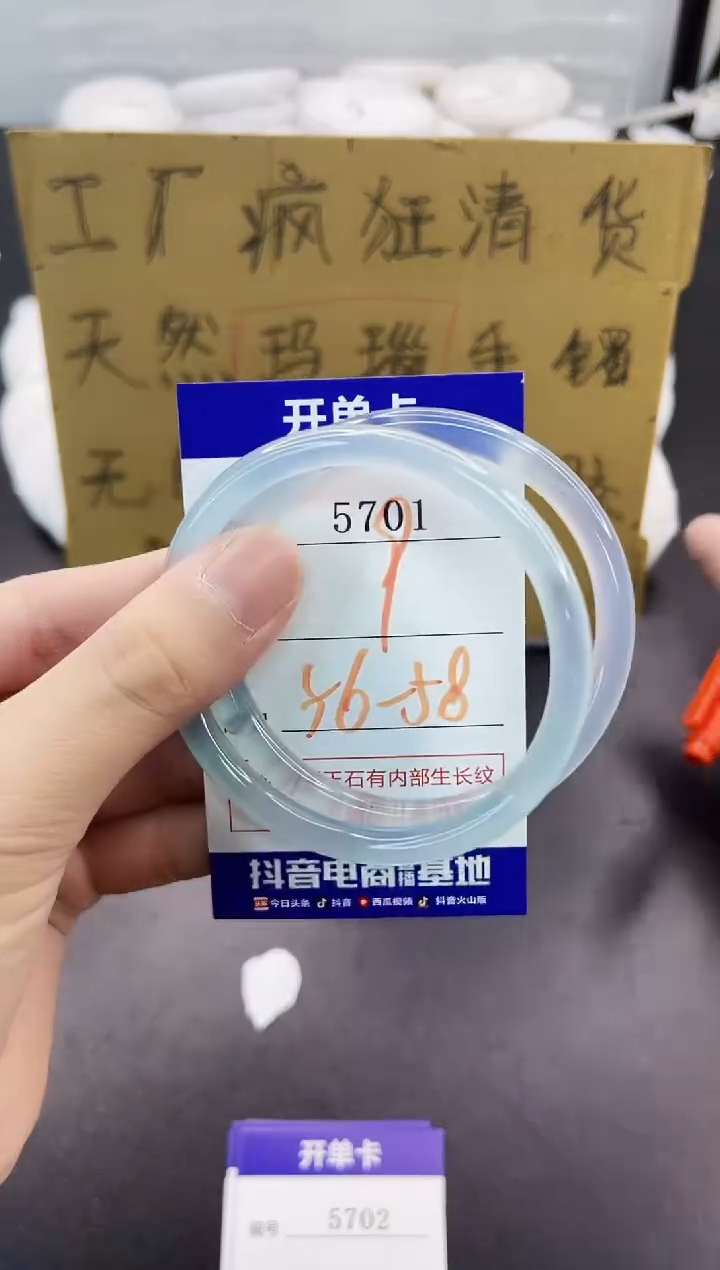 工厂疯狂清货
天然玛瑙手镯
无
胶
开单卡
5701
9
56-58
石有内部生长纹
抖音电商直播基地
今日头条 抖音 西瓜视频 抖音火山版
开单卡
编号 5702